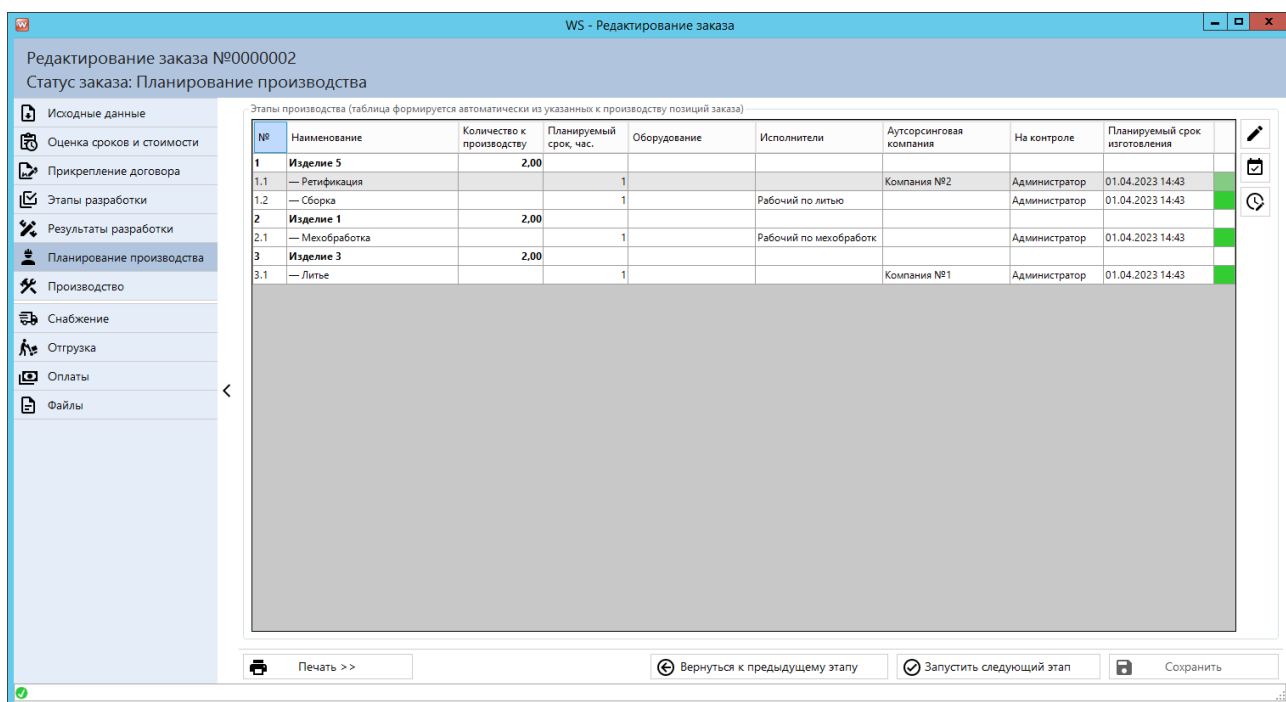 WS - Редактирование заказа
Редактирование заказа №0000002
Статус заказа: Планирование производства
Исходные данные
Оценка сроков и стоимости
Прикрепление договора
Этапы разработки
Результаты разработки
Планирование производства
Производство
Снабжение
Отгрузка
Оплаты
Файлы
Этапы производства (таблица формируется автоматически из указанных к производству позиций заказа)
№ Наименование Количество к производству Планируемый срок, час. Оборудование Исполнители Аутсорсинговая компания На контроле Планируемый срок изготовления
1 Изделие 5 2,00
1.1 — Ретификация 1 Компания №2 Администратор 01.04.2023 14:43
1.2 — Сборка 1 Рабочий по литью Администратор 01.04.2023 14:43
2 Изделие 1 2,00
2.1 — Мехобработка 1 Рабочий по мехобработк Администратор 01.04.2023 14:43
3 Изделие 3 2,00
3.1 — Литье 1 Компания №1 Администратор 01.04.2023 14:43
Печать >> Вернуться к предыдущему этапу Запустить следующий этап Сохранить